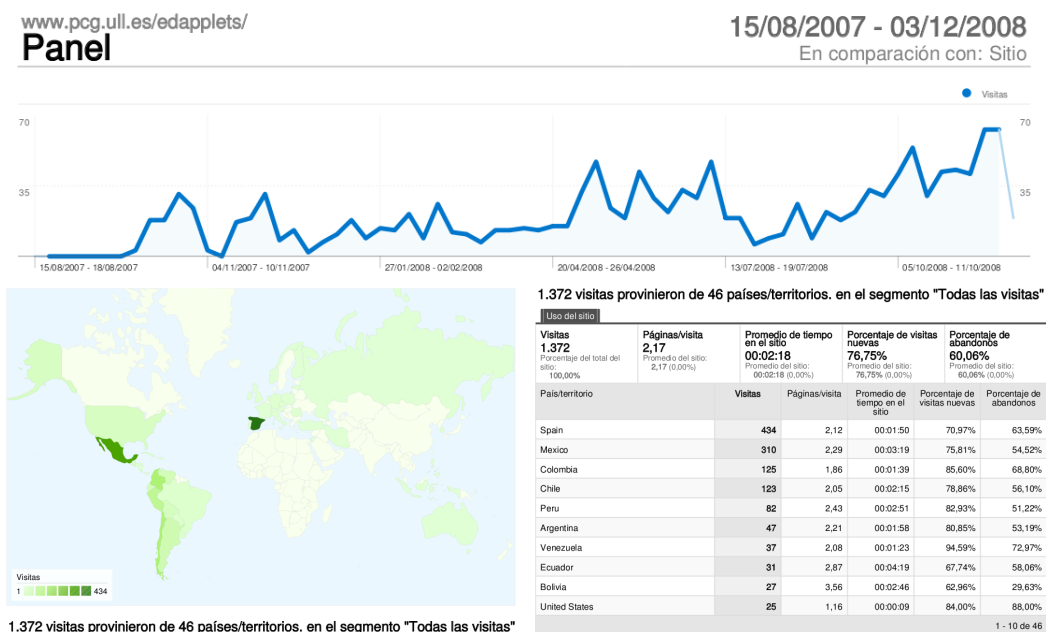 www.pcg.ull.es/edapplets/
Panel
15/08/2007 - 03/12/2008
En comparación con: Sitio
Visitas
70 70
35 35
15/08/2007 - 18/08/2007 04/11/2007 - 10/11/2007 27/01/2008 - 02/02/2008 20/04/2008 - 26/04/2008 13/07/2008 - 19/07/2008 05/10/2008 - 11/10/2008
Visitas
1 434
1.372 visitas provinieron de 46 países/territorios. en el segmento "Todas las visitas"
1.372 visitas provinieron de 46 países/territorios. en el segmento "Todas las visitas"
Uso del sitio
Visitas
1.372
Porcentaje del total del
sitio:
100,00%
Páginas/visita
2,17
Promedio del sitio:
2,17 (0,00%)
Promedio de tiempo
en el sitio
00:02:18
Promedio del sitio:
00:02:18 (0,00%)
Porcentaje de visitas
nuevas
76,75%
Promedio del sitio:
76,75% (0,00%)
Porcentaje de
abandonos
60,06%
Promedio del sitio:
60,06% (0,00%)
País/territorio Visitas Páginas/visita Promedio de tiempo en el sitio Porcentaje de visitas nuevas Porcentaje de abandonos
Spain 434 2,12 00:01:50 70,97% 63,59%
Mexico 310 2,29 00:03:19 75,81% 54,52%
Colombia 125 1,86 00:01:39 85,60% 68,80%
Chile 123 2,05 00:02:15 78,86% 56,10%
Peru 82 2,43 00:02:51 82,93% 51,22%
Argentina 47 2,21 00:01:58 80,85% 53,19%
Venezuela 37 2,08 00:01:23 94,59% 72,97%
Ecuador 31 2,87 00:04:19 67,74% 58,06%
Bolivia 27 3,56 00:02:46 62,96% 29,63%
United States 25 1,16 00:00:09 84,00% 88,00%
1 - 10 de 46